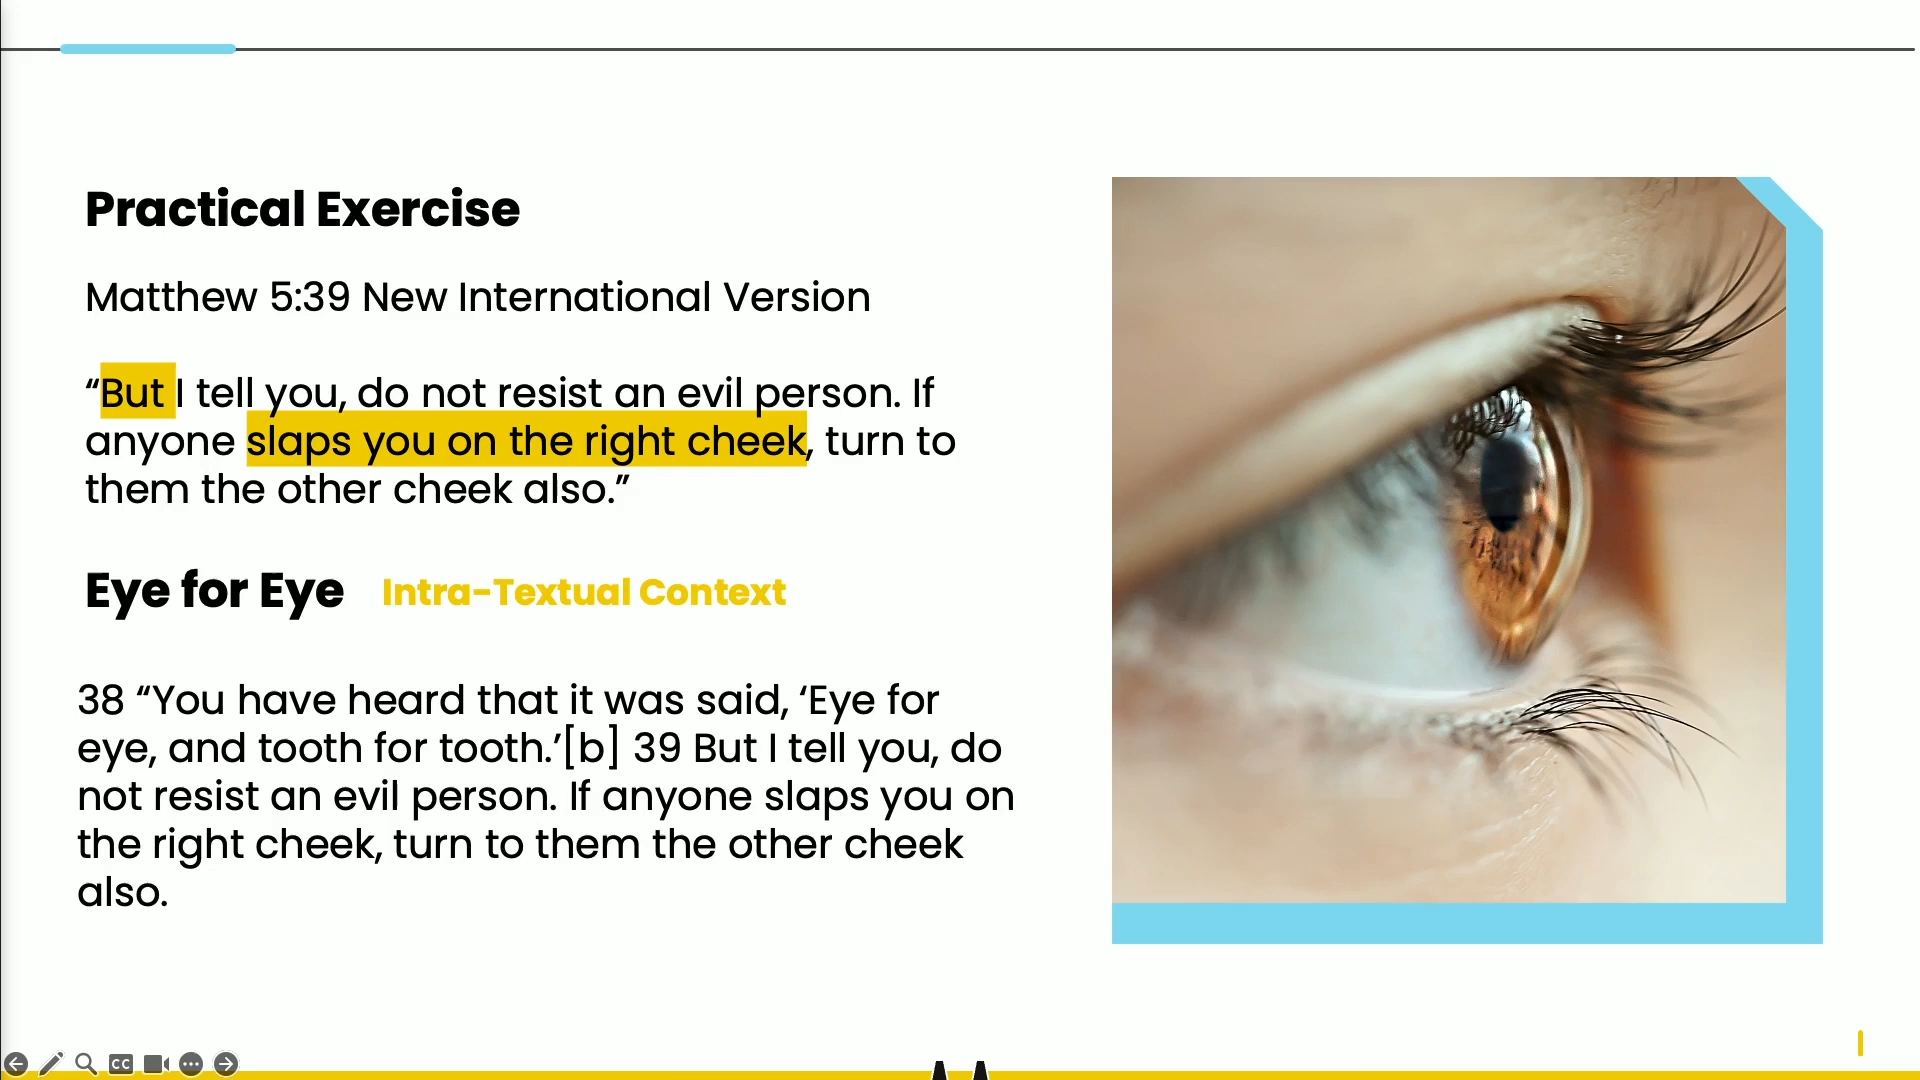 Practical Exercise
Matthew 5:39 New International Version
“But I tell you, do not resist an evil person. If
anyone slaps you on the right cheek, turn to
them the other cheek also.”
Eye for Eye Intra-Textual Context
38 “You have heard that it was said, ‘Eye for
eye, and tooth for tooth.’[b] 39 But I tell you, do
not resist an evil person. If anyone slaps you on
the right cheek, turn to them the other cheek
also.
CC